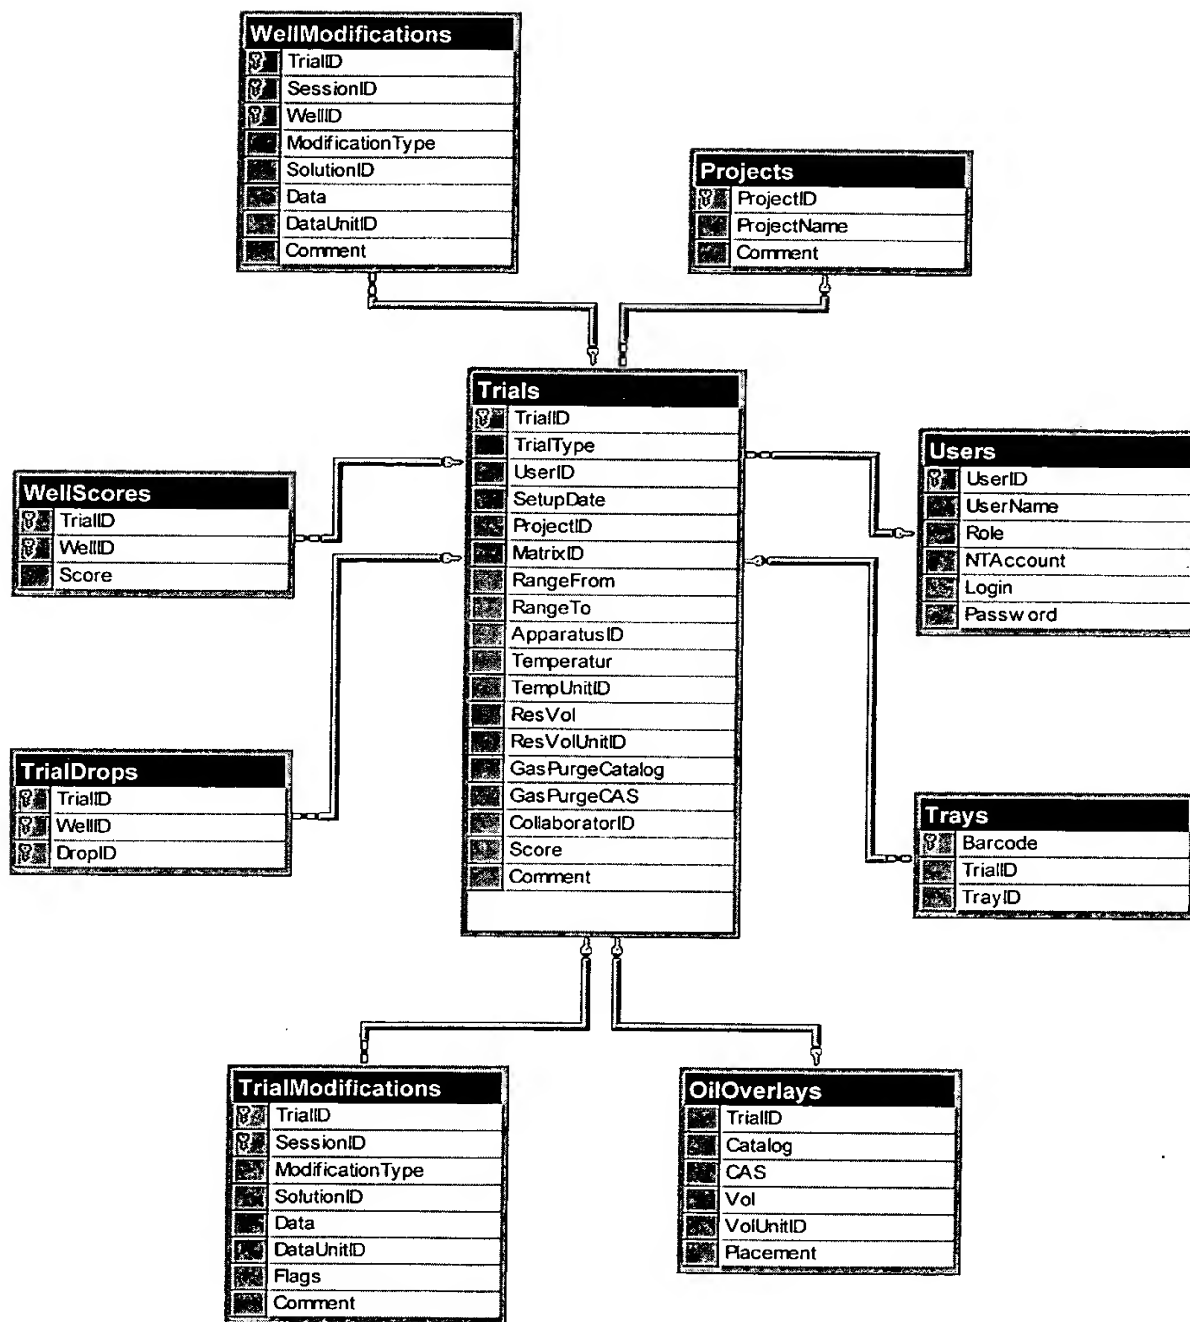 WellModifications
TrialID
SessionID
WellID
ModificationType
SolutionID
Data
DataUnitID
Comment
Projects
ProjectID
ProjectName
Comment
Trials
TrialID
TrialType
UserID
SetupDate
ProjectID
MatrixID
RangeFrom
RangeTo
ApparatusID
Temperatur
TempUnitID
ResVol
ResVolUnitID
GasPurgeCatalog
GasPurgeCAS
CollaboratorID
Score
Comment
WellScores
TrialID
WellID
Score
Users
UserID
UserName
Role
NTAccount
Login
Password
TrialDrops
TrialID
WellID
DropID
Trays
Barcode
TrialID
TrayID
TrialModifications
TrialID
SessionID
ModificationType
SolutionID
Data
DataUnitID
Flags
Comment
OilOverlays
TrialID
Catalog
CAS
Vol
VolUnitID
Placement